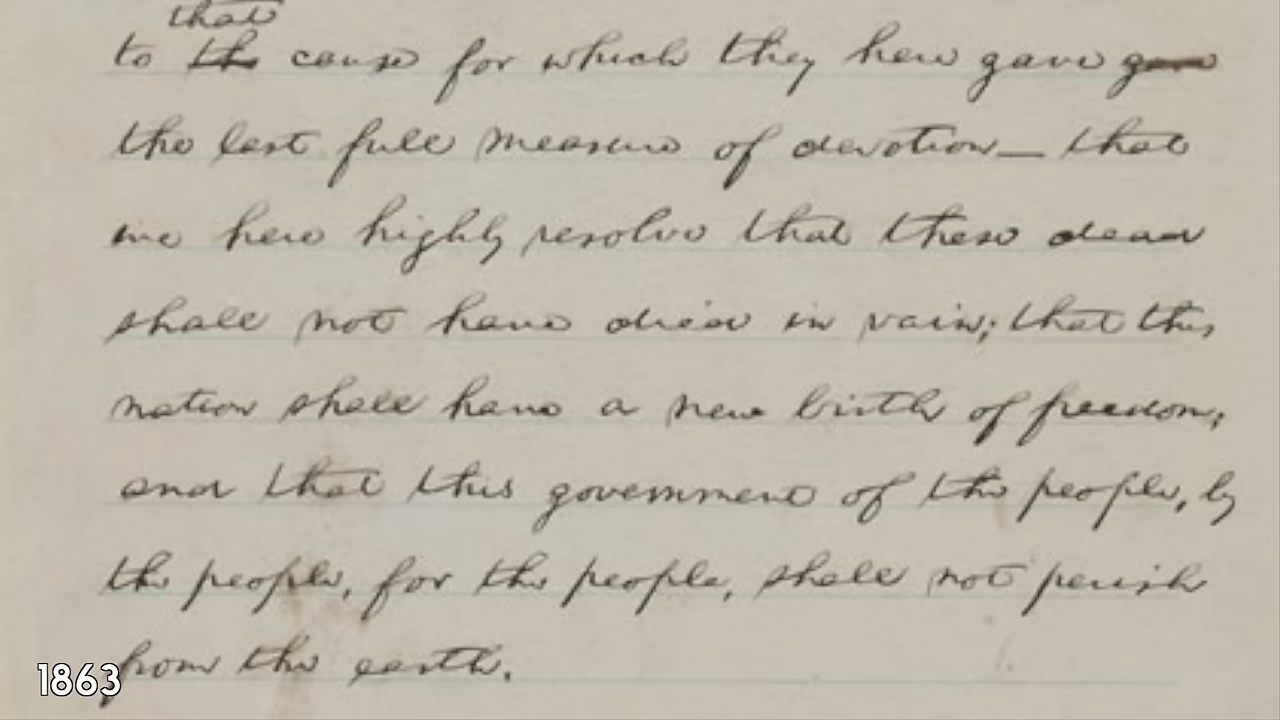 that
to the cause for which they here gave gave
the last full measure of devotion — that
we here highly resolve that these dead
shall not have died in vain; that this
nation shall have a new birth of freedom;
and that this government of the people, by
the people, for the people, shall not perish
from the earth.
1863